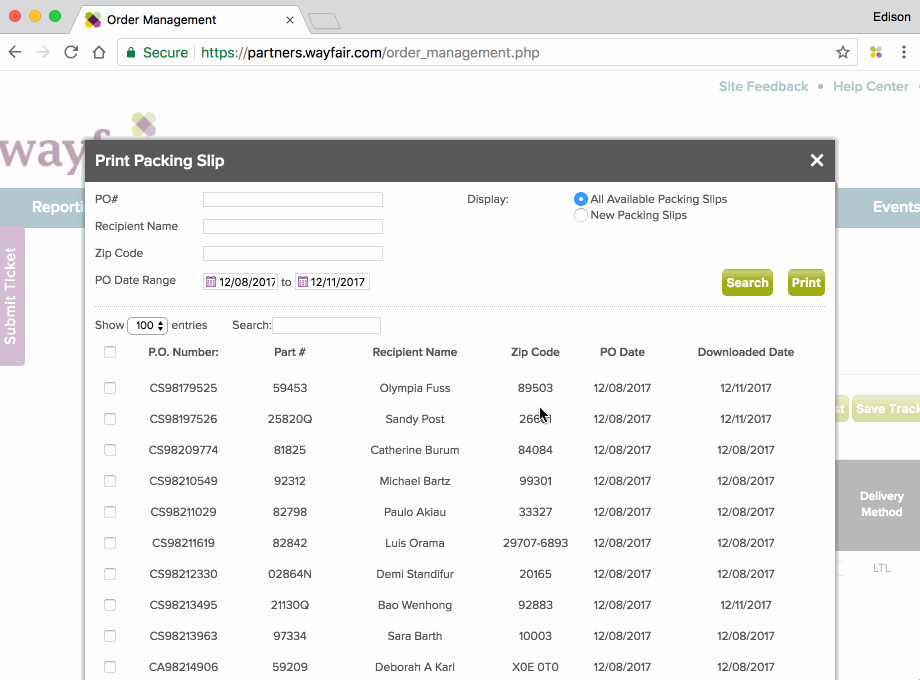 Order Management
Edison
Secure https://partners.wayfair.com/order_management.php
Site Feedback • Help Center
Print Packing Slip
Reporti
Events
Submit Ticket
PO#
Display:
All Available Packing Slips
New Packing Slips
Recipient Name
Zip Code
PO Date Range
12/08/2017 to 12/11/2017
Search Print
Show 100 entries Search:
P.O. Number: Part # Recipient Name Zip Code PO Date Downloaded Date
CS98179525 59453 Olympia Fuss 89503 12/08/2017 12/11/2017
CS98197526 25820Q Sandy Post 12/08/2017 12/11/2017
CS98209774 81825 Catherine Burum 84084 12/08/2017 12/08/2017
CS98210549 92312 Michael Bartz 99301 12/08/2017 12/08/2017
CS98211029 82798 Paulo Akiau 33327 12/08/2017 12/08/2017
CS98211619 82842 Luis Orama 29707-6893 12/08/2017 12/08/2017
CS98212330 02864N Demi Standifur 20165 12/08/2017 12/08/2017
CS98213495 21130Q Bao Wenhong 92883 12/08/2017 12/11/2017
CS98213963 97334 Sara Barth 10003 12/08/2017 12/08/2017
CA98214906 59209 Deborah A Karl X0E 0T0 12/08/2017 12/08/2017
Save Track
Delivery
Method
LTL